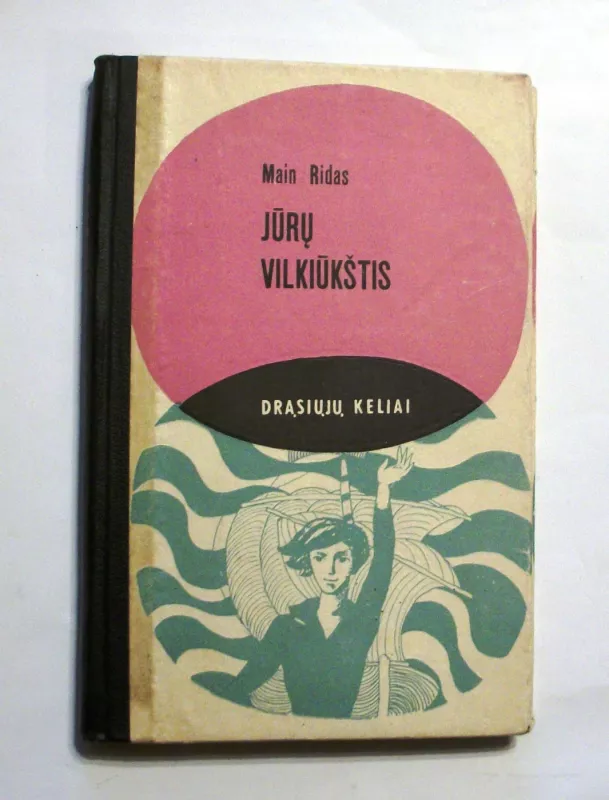 Main Ridas
JŪRŲ
VILKIŪKŠTIS
DRĄSIŲJŲ KELIAI